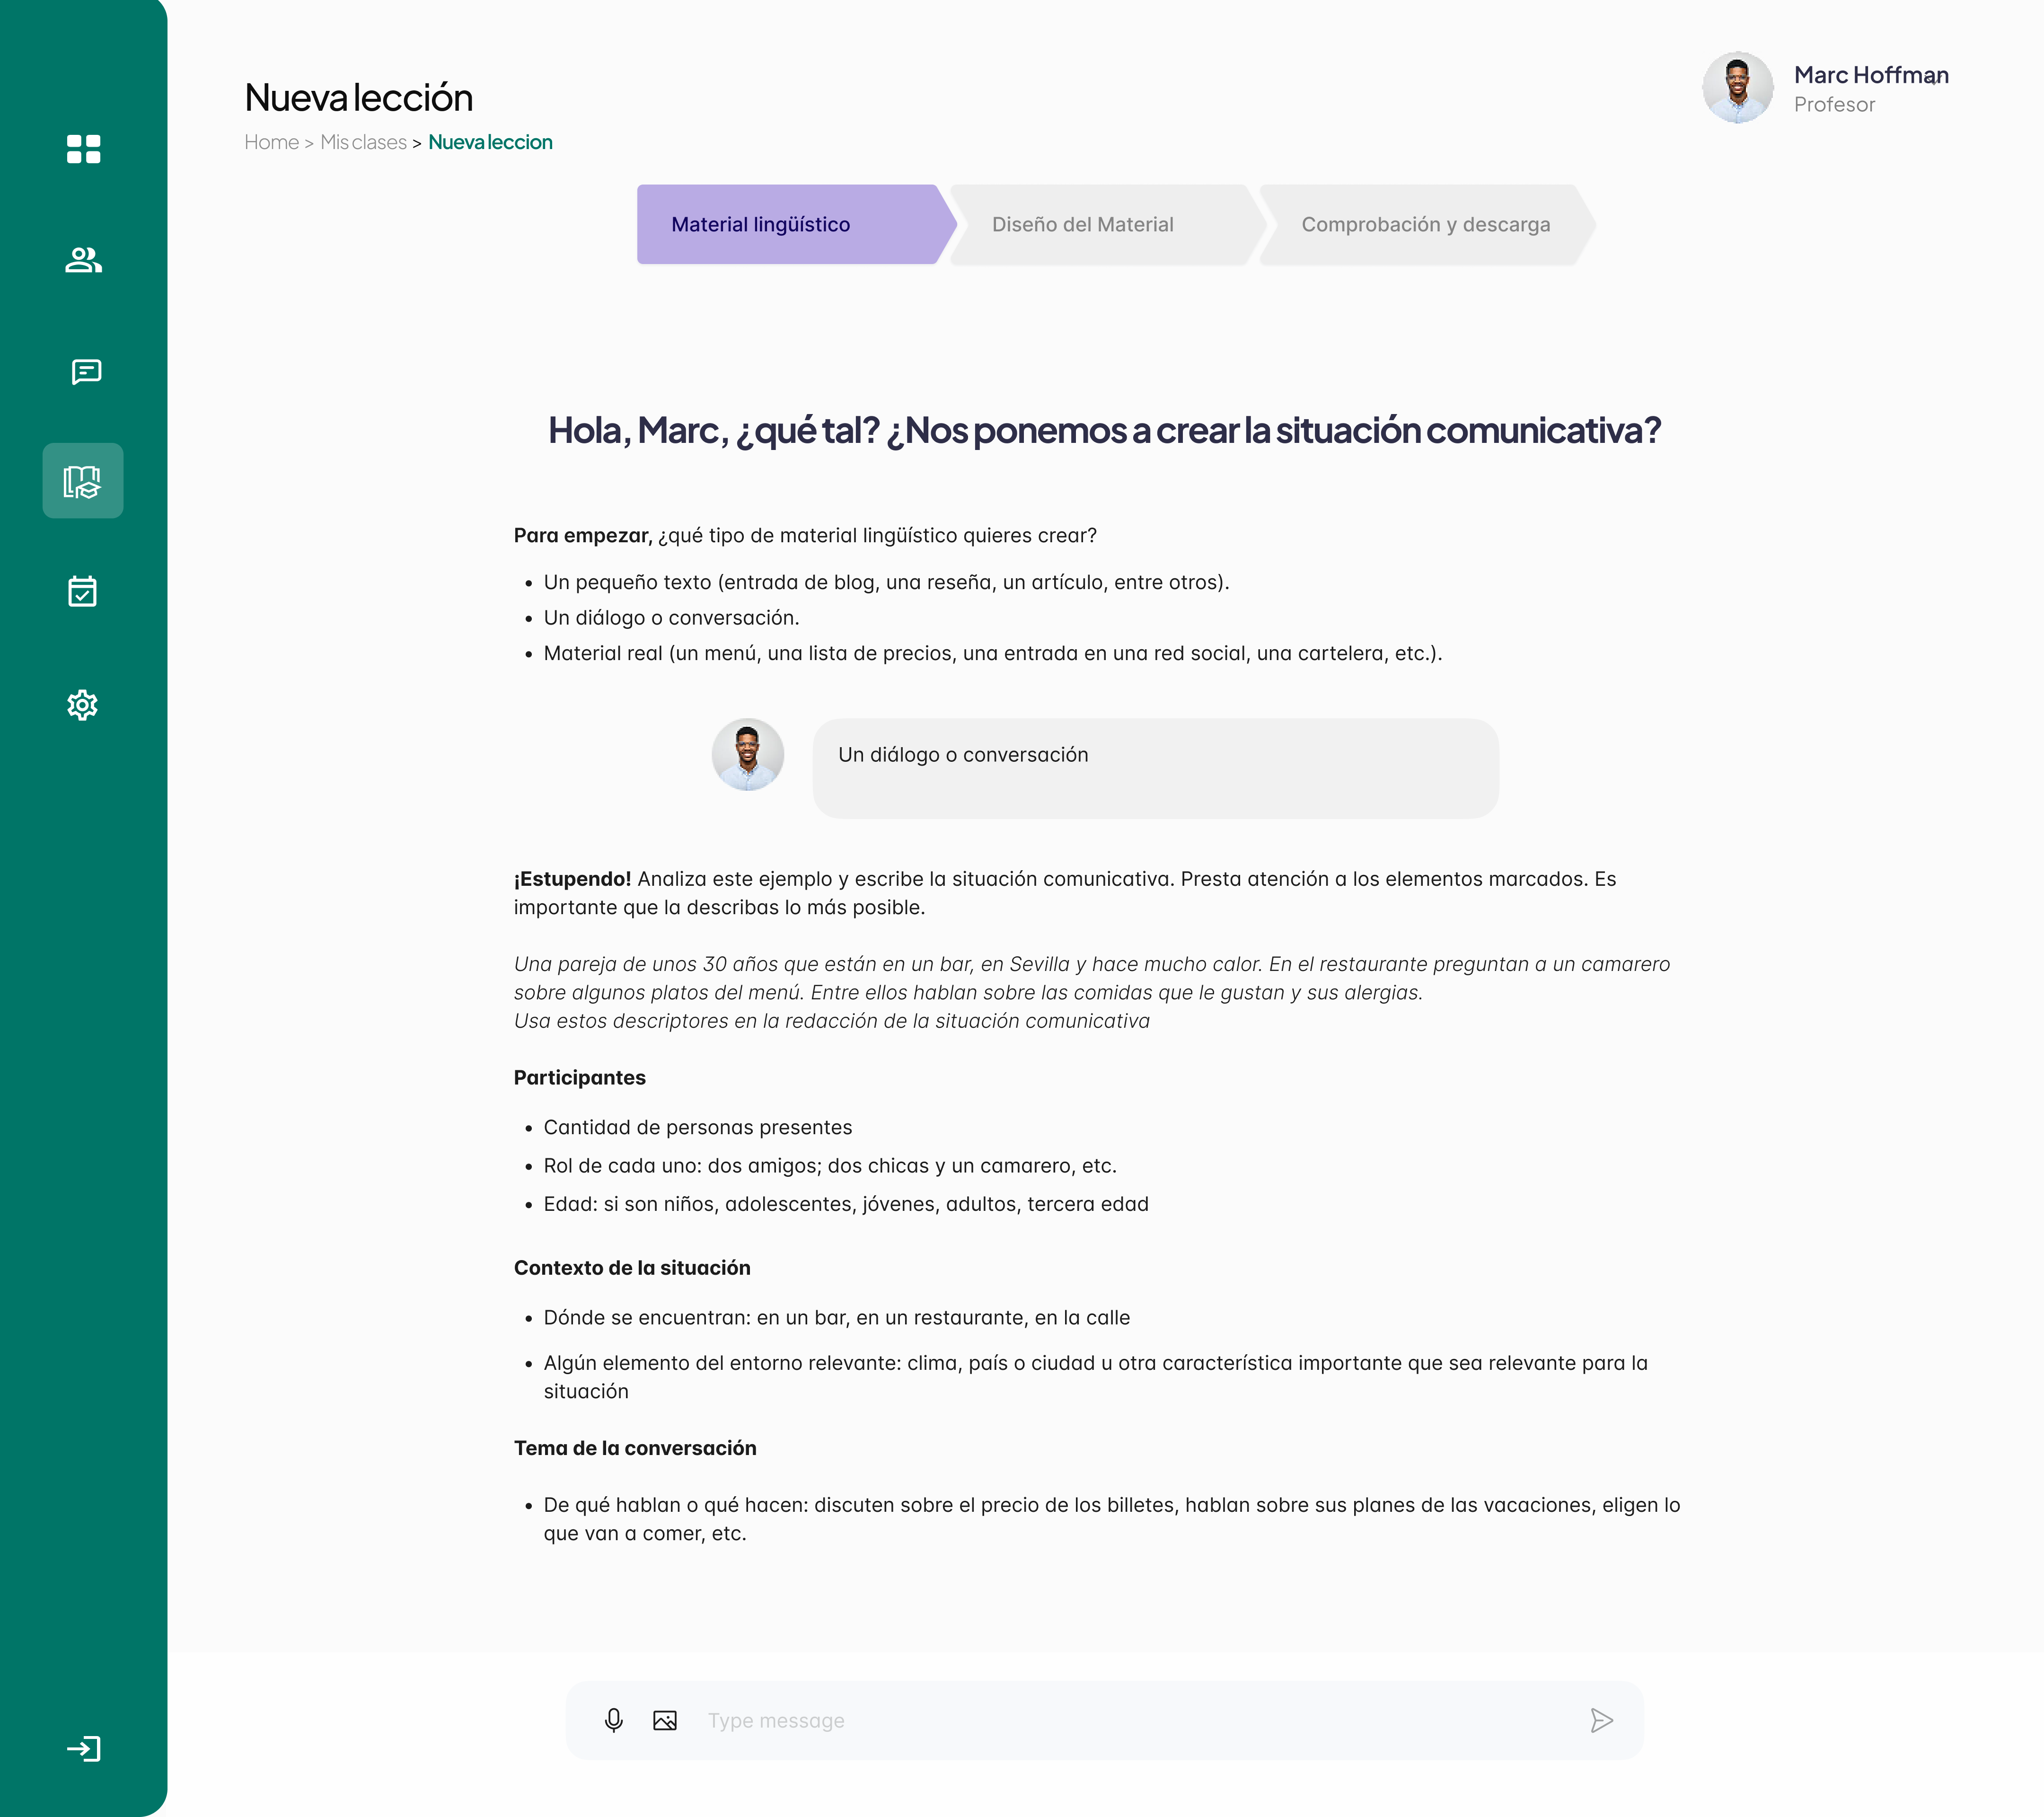 Nueva lección
Marc Hoffman
Profesor
Home > Mis clases > Nueva leccion
Material lingüístico
Diseño del Material
Comprobación y descarga
Hola, Marc, ¿qué tal? ¿Nos ponemos a crear la situación comunicativa?
Para empezar, ¿qué tipo de material lingüístico quieres crear?
• Un pequeño texto (entrada de blog, una reseña, un artículo, entre otros).
• Un diálogo o conversación.
• Material real (un menú, una lista de precios, una entrada en una red social, una cartelera, etc.).
Un diálogo o conversación
¡Estupendo! Analiza este ejemplo y escribe la situación comunicativa. Presta atención a los elementos marcados. Es
importante que la describas lo más posible.
Una pareja de unos 30 años que están en un bar, en Sevilla y hace mucho calor. En el restaurante preguntan a un camarero
sobre algunos platos del menú. Entre ellos hablan sobre las comidas que le gustan y sus alergias.
Usa estos descriptores en la redacción de la situación comunicativa
Participantes
• Cantidad de personas presentes
• Rol de cada uno: dos amigos; dos chicas y un camarero, etc.
• Edad: si son niños, adolescentes, jóvenes, adultos, tercera edad
Contexto de la situación
• Dónde se encuentran: en un bar, en un restaurante, en la calle
• Algún elemento del entorno relevante: clima, país o ciudad u otra característica importante que sea relevante para la
situación
Tema de la conversación
• De qué hablan o qué hacen: discuten sobre el precio de los billetes, hablan sobre sus planes de las vacaciones, eligen lo
que van a comer, etc.
Type message